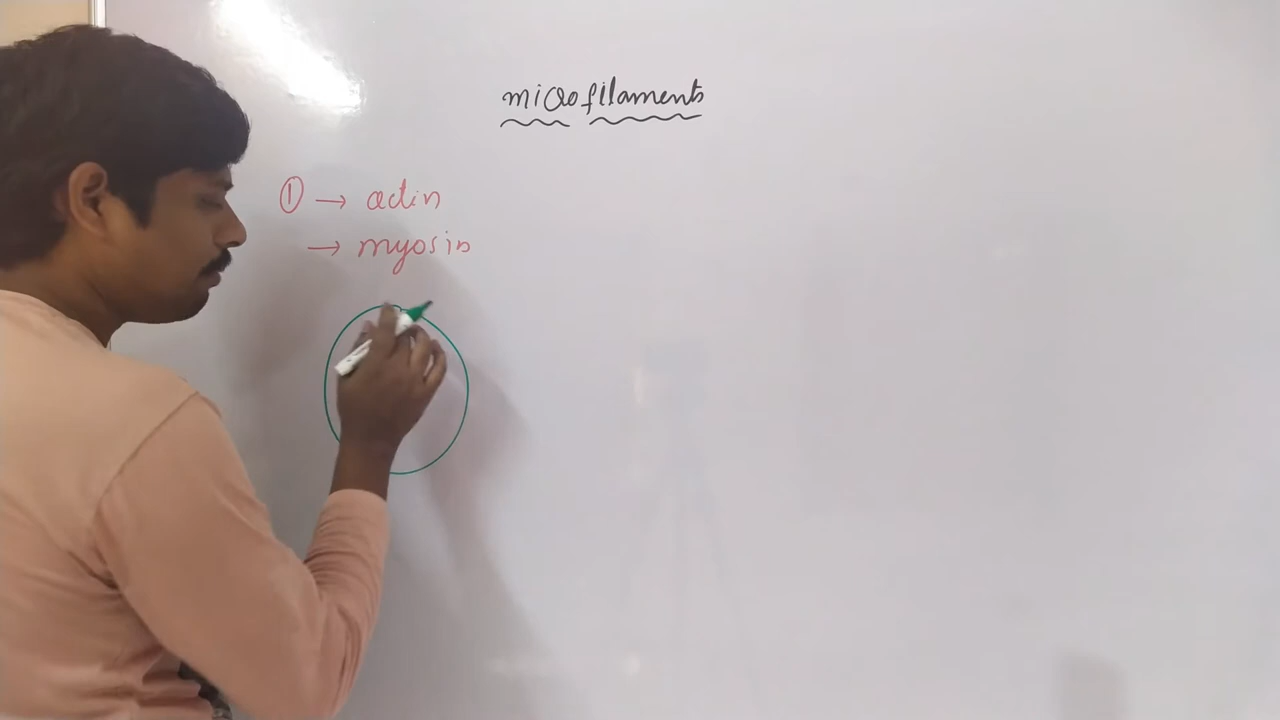 microfilaments
① → actin
→ myosin